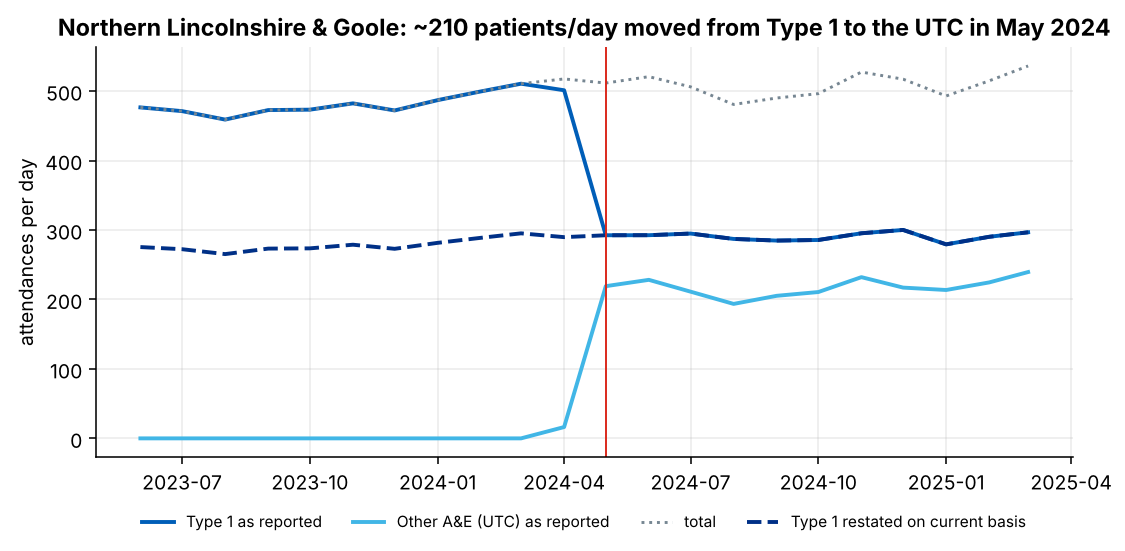 Northern Lincolnshire & Goole: ~210 patients/day moved from Type 1 to the UTC in May 2024
attendances per day
500
400
300
200
100
0
2023-07 2023-10 2024-01 2024-04 2024-07 2024-10 2025-01 2025-04
Type 1 as reported Other A&E (UTC) as reported total Type 1 restated on current basis